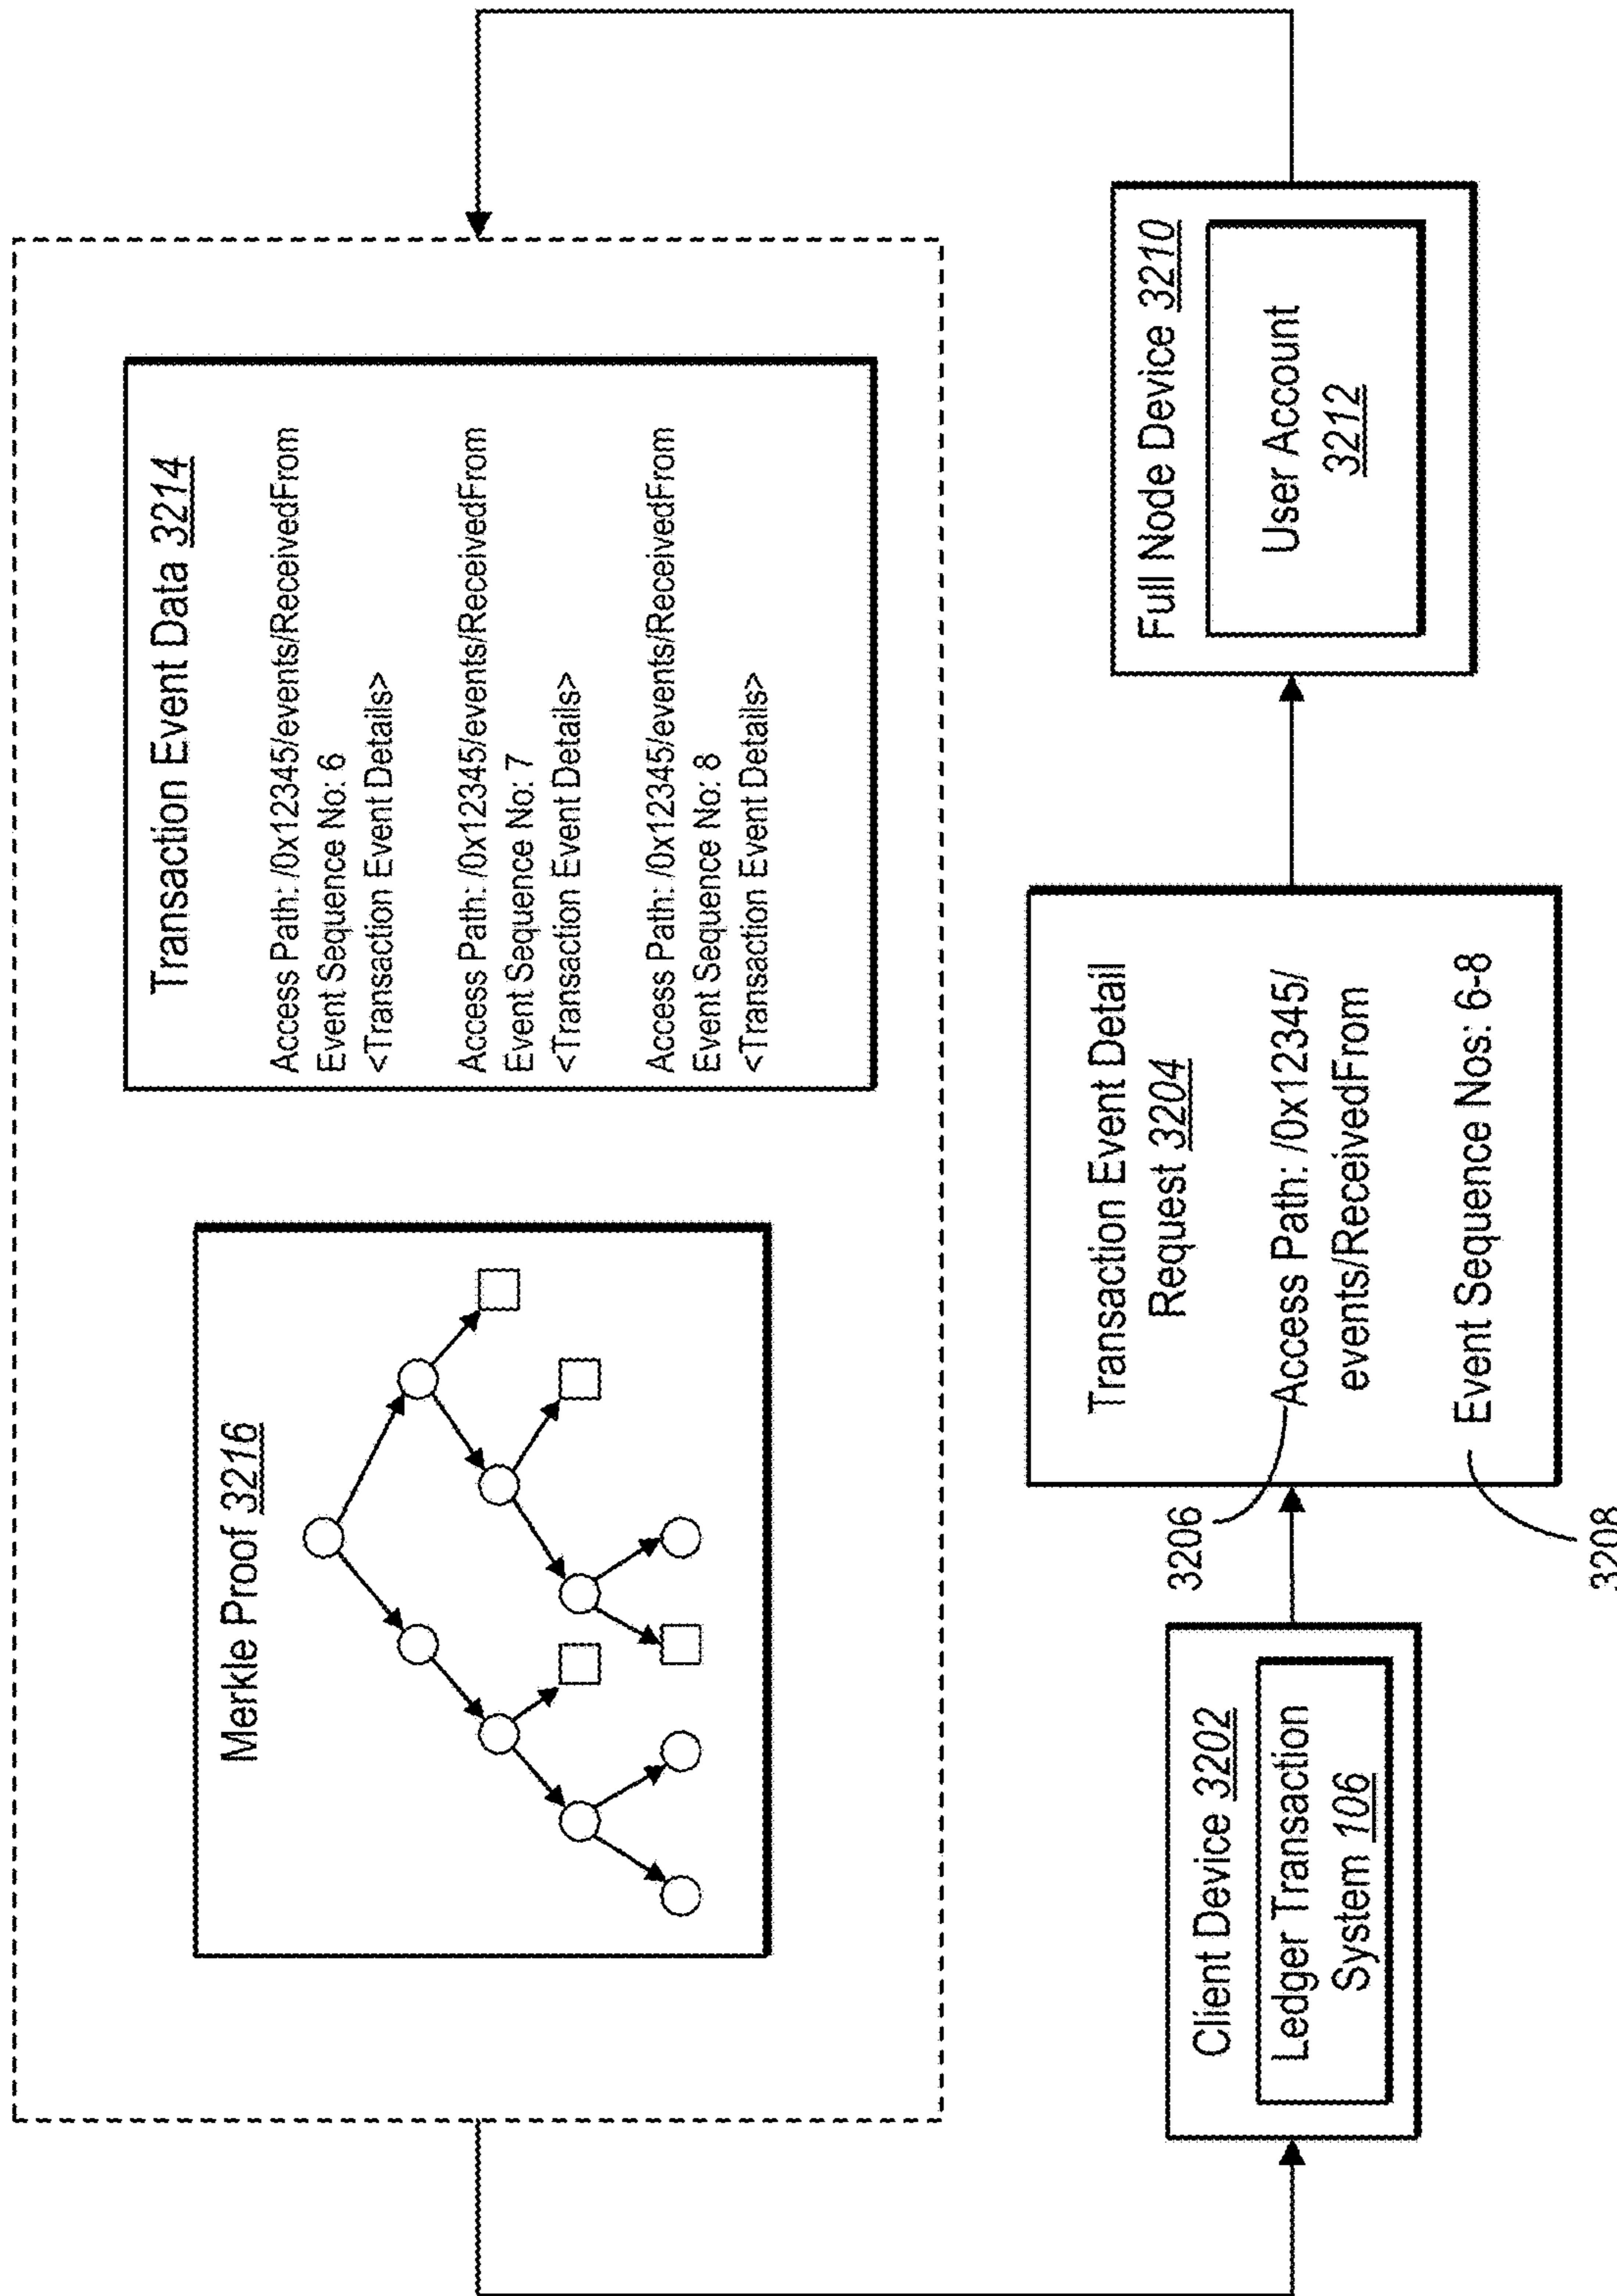 Merkle Proof 3216
Transaction Event Data 3214
Access Path: /0x12345/events/ReceivedFrom
Event Sequence No: 6
<Transaction Event Details>
Access Path: /0x12345/events/ReceivedFrom
Event Sequence No: 7
<Transaction Event Details>
Access Path: /0x12345/events/ReceivedFrom
Event Sequence No: 8
<Transaction Event Details>
Client Device 3202
Ledger Transaction
System 106
3206
3208
Transaction Event Detail
Request 3204
Access Path: /0x12345/
events/ReceivedFrom
Event Sequence Nos: 6-8
Full Node Device 3210
User Account
3212